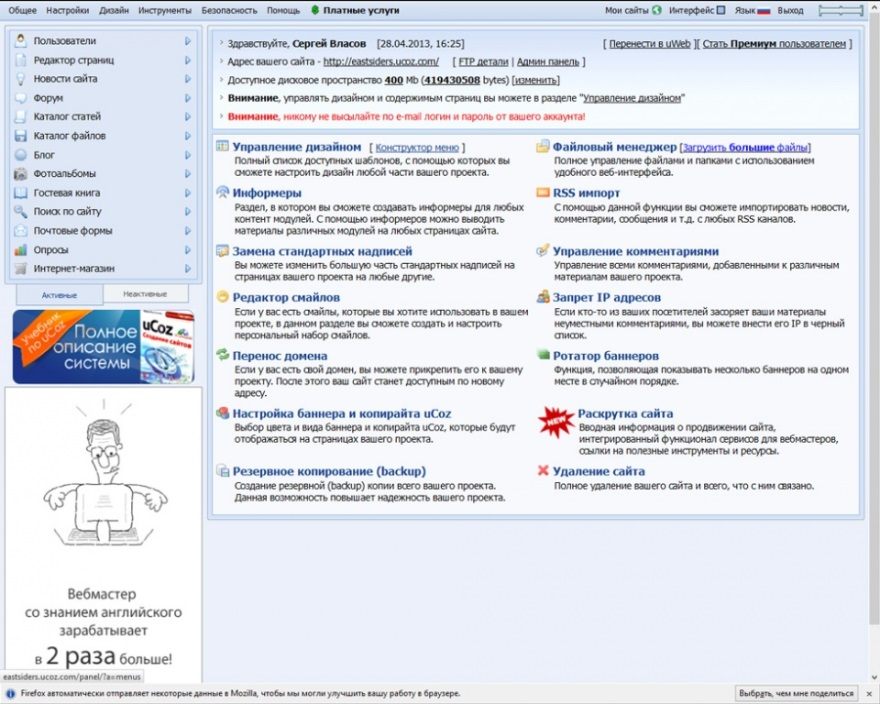 Общее Настройки Дизайн Инструменты Безопасность Помощь Платные услуги Мои сайты Интерфейс Язык Выход
Пользователи
Редактор страниц
Новости сайта
Форум
Каталог статей
Каталог файлов
Блог
Фотоальбомы
Гостевая книга
Поиск по сайту
Почтовые формы
Опросы
Интернет-магазин
Активные Неактивные
Учебник по uCoz
Полное
описание
системы
uCoz
Создание сайтов
Вебмастер
со знанием английского
зарабатывает
в 2 раза больше!
Здравствуйте, Сергей Власов [28.04.2013, 16:25] [ Перенести в uWeb ][ Стать Премиум пользователем ]
Адрес вашего сайта - http://eastsiders.ucoz.com/ [ FTP детали | Админ панель ]
Доступное дисковое пространство 400 Mb (419430508 bytes) [изменить]
Внимание, управлять дизайном и содержимым страниц вы можете в разделе "Управление дизайном"
Внимание, никому не высылайте по e-mail логин и пароль от вашего аккаунта!
Управление дизайном [ Конструктор меню ]
Полный список доступных шаблонов, с помощью которых вы
сможете настроить дизайн любой части вашего проекта.
Файловый менеджер [Загрузить большие файлы]
Полное управление файлами и папками с использованием
удобного веб-интерфейса.
Информеры
Раздел, в котором вы сможете создавать информеры для любых
контент модулей. С помощью информеров можно выводить
материалы различных модулей на любых страницах сайта.
RSS импорт
С помощью данной функции вы сможете импортировать новости,
комментарии, сообщения и т.д. с любых RSS каналов.
Замена стандартных надписей
Вы можете изменить большую часть стандартных надписей на
страницах вашего проекта на любые другие.
Управление комментариями
Управление всеми комментариями, добавленными к различным
материалам вашего проекта.
Редактор смайлов
Если у вас есть смайлы, которые вы хотите использовать в вашем
проекте, в данном разделе вы сможете создать и настроить
персональный набор смайлов.
Запрет IP адресов
Если кто-то из ваших посетителей засоряет ваши материалы
неуместными комментариями, вы можете внести его IP в черный
список.
Перенос домена
Если у вас есть свой домен, вы можете прикрепить его к вашему
проекту. После этого ваш сайт станет доступным по новому
адресу.
Ротатор баннеров
Функция, позволяющая показывать несколько баннеров на одном
месте в случайном порядке.
Настройка баннера и копирайта uCoz
Выбор цвета и вида баннера и копирайта uCoz, которые будут
отображаться на страницах вашего проекта.
NEW
Раскрутка сайта
Вводная информация о продвижении сайта,
интегрированный функционал сервисов для вебмастеров,
ссылки на полезные инструменты и ресурсы.
Резервное копирование (backup)
Создание резервной (backup) копии всего вашего проекта.
Данная возможность повышает надежность вашего проекта.
Удаление сайта
Полное удаление вашего сайта и всего, что с ним связано.
eastsiders.ucoz.com/panel/?a=menus
Firefox автоматически отправляет некоторые данные в Mozilla, чтобы мы могли улучшить вашу работу в браузере. Выбрать, чем мне поделиться